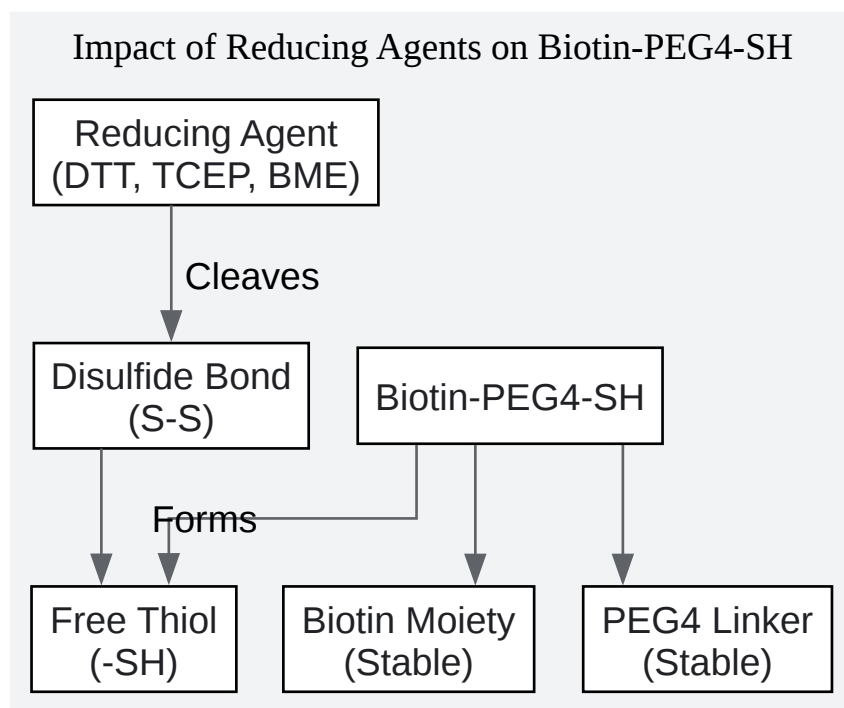 Impact of Reducing Agents on Biotin-PEG4-SH
Reducing Agent
(DTT, TCEP, BME)
Cleaves
Disulfide Bond
(S-S)
Biotin-PEG4-SH
Forms
Free Thiol
(-SH)
Biotin Moiety
(Stable)
PEG4 Linker
(Stable)